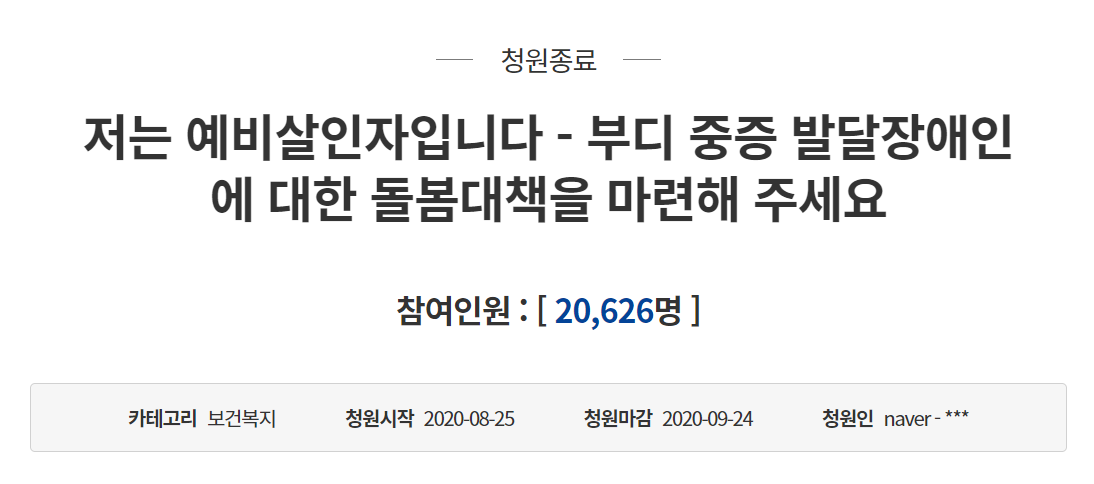 청원종료
저는 예비살인자입니다 - 부디 중증 발달장애인
에 대한 돌봄대책을 마련해 주세요
참여인원 : [ 20,626명 ]
카테고리 보건복지 청원시작 2020-08-25 청원마감 2020-09-24 청원인 naver - ***